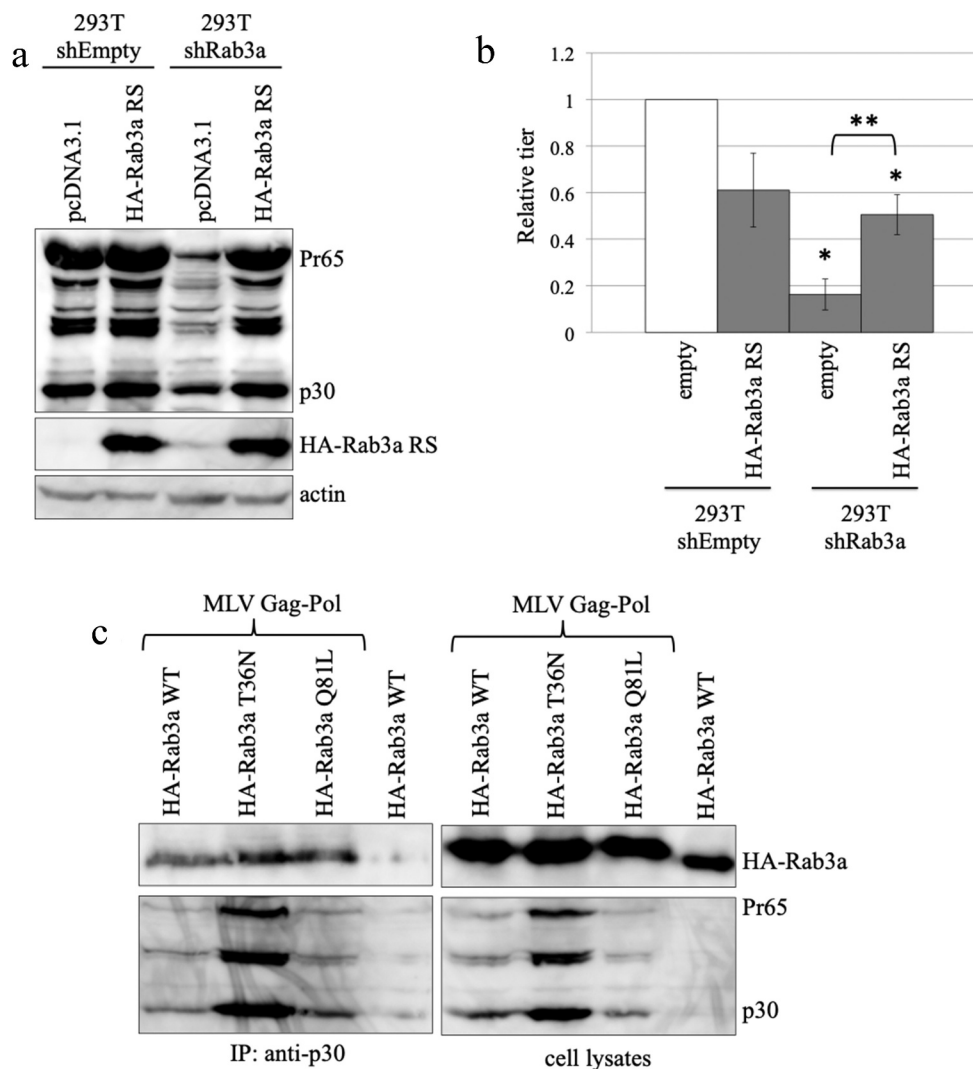 a
293T
shEmpty
293T
shRab3a
pcDNA3.1
HA-Rab3a RS
pcDNA3.1
HA-Rab3a RS
Pr65
p30
HA-Rab3a RS
actin
b
1.2
1
0.8
0.6
0.4
0.2
0
Relative tier
**
*
*
empty
HA-Rab3a RS
empty
HA-Rab3a RS
293T
shEmpty
293T
shRab3a
c
MLV Gag-Pol
MLV Gag-Pol
HA-Rab3a WT
HA-Rab3a T36N
HA-Rab3a Q81L
HA-Rab3a WT
HA-Rab3a WT
HA-Rab3a T36N
HA-Rab3a Q81L
HA-Rab3a WT
HA-Rab3a
Pr65
p30
IP: anti-p30
cell lysates